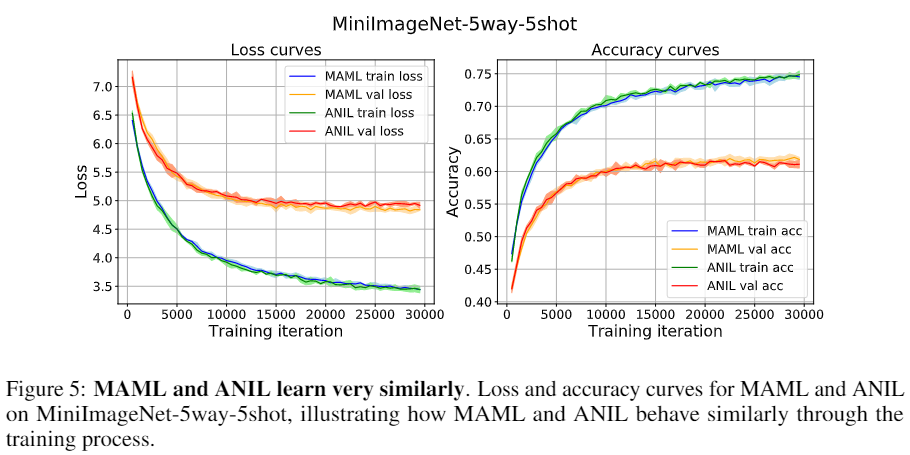 MiniImageNet-5way-5shot
Loss curves
7.0
6.5
6.0
5.5
5.0
4.5
4.0
3.5
Loss
MAML train loss
MAML val loss
ANIL train loss
ANIL val loss
0 5000 10000 15000 20000 25000 30000
Training iteration
Accuracy curves
0.75
0.70
0.65
0.60
0.55
0.50
0.45
0.40
Accuracy
MAML train acc
MAML val acc
ANIL train acc
ANIL val acc
0 5000 10000 15000 20000 25000 30000
Training iteration
Figure 5: MAML and ANIL learn very similarly. Loss and accuracy curves for MAML and ANIL
on MiniImageNet-5way-5shot, illustrating how MAML and ANIL behave similarly through the
training process.